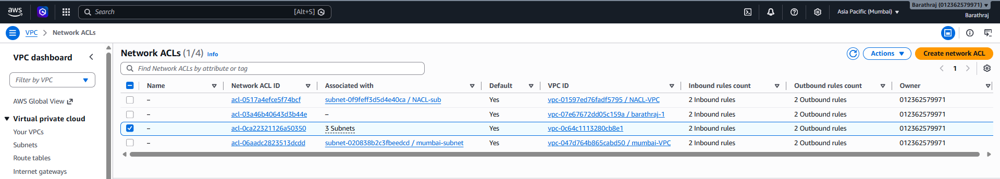 aws
Search [Alt+S]
Asia Pacific (Mumbai) ▼
Barathraj (012362579971) ▼
Barathraj
VPC > Network ACLs
VPC dashboard
Filter by VPC
AWS Global View
Virtual private cloud
Your VPCs
Subnets
Route tables
Internet gateways
Network ACLs (1/4) Info
Actions ▼
Create network ACL
Find Network ACLs by attribute or tag
1
Name Network ACL ID Associated with Default VPC ID Inbound rules count Outbound rules count Owner
– acl-0517a4efce5f74bcf subnet-0f9feff3d5d4e40ca / NACL-sub Yes vpc-01597ed76fadf5795 / NACL-VPC 2 Inbound rules 2 Outbound rules 012362579971
– acl-03a46b40643d3b44e – Yes vpc-07e67672dd05c159a / barathraj-1 2 Inbound rules 2 Outbound rules 012362579971
– acl-0ca22321126a50350 3 Subnets Yes vpc-0c64c1113280cb8e1 2 Inbound rules 2 Outbound rules 012362579971
– acl-06aadc2823513dcdd subnet-020838b2c3fbeedcd / mumbai-subnet Yes vpc-047d764b865cabd50 / mumbai-VPC 2 Inbound rules 2 Outbound rules 012362579971